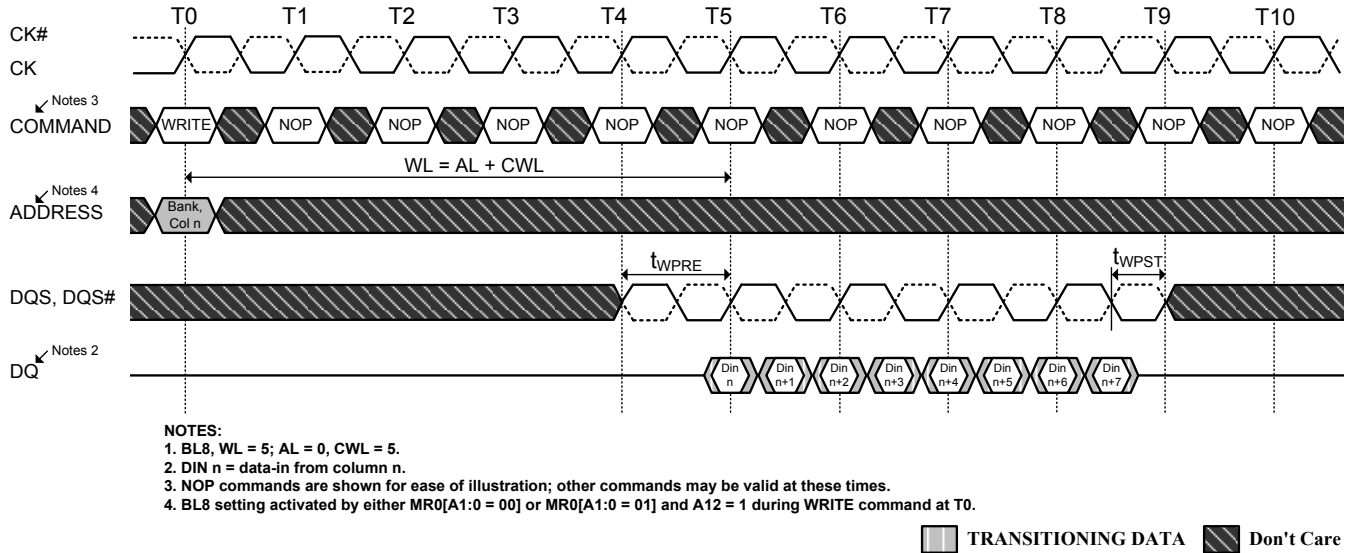 T0 T1 T2 T3 T4 T5 T6 T7 T8 T9 T10
CK#
CK
Notes 3
COMMAND WRITE NOP NOP NOP NOP NOP NOP NOP NOP NOP NOP
WL = AL + CWL
Notes 4
ADDRESS
Bank,
Col n
tWPRE tWPST
DQS, DQS#
Notes 2
DQ
Din Din Din Din Din Din Din Din
n n+1 n+2 n+3 n+4 n+5 n+6 n+7
NOTES:
1. BL8, WL = 5; AL = 0, CWL = 5.
2. DIN n = data-in from column n.
3. NOP commands are shown for ease of illustration; other commands may be valid at these times.
4. BL8 setting activated by either MR0[A1:0 = 00] or MR0[A1:0 = 01] and A12 = 1 during WRITE command at T0.
TRANSITIONING DATA Don't Care